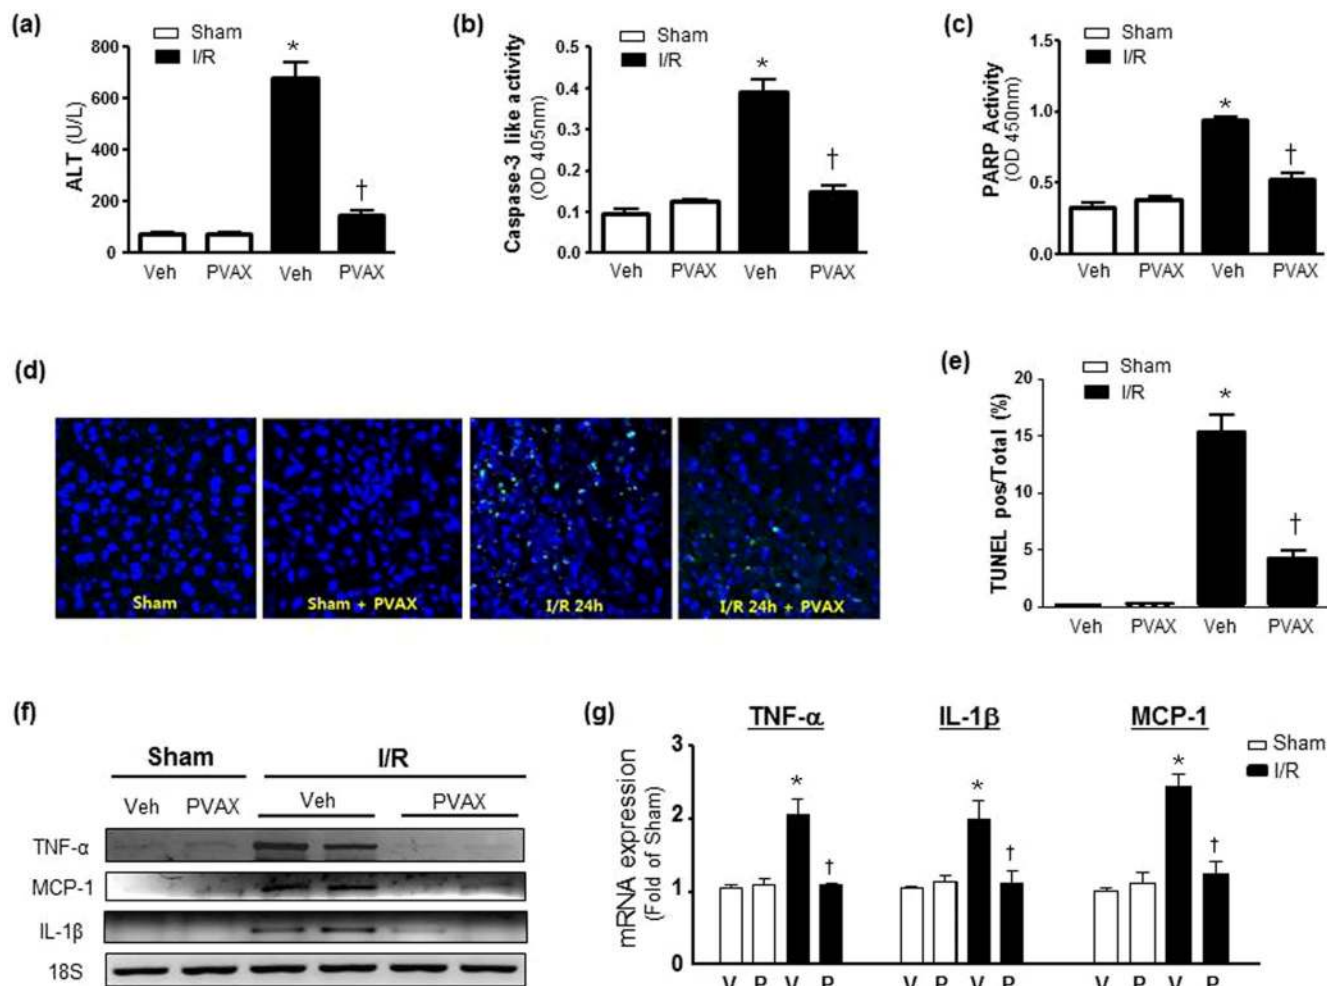 (a)
Sham
I/R
ALT (U/L)
800
600
400
200
0
*
†
Veh PVAX Veh PVAX
(b)
Sham
I/R
Caspase-3 like activity
(OD 405nm)
0.5
0.4
0.3
0.2
0.1
0.0
*
†
Veh PVAX Veh PVAX
(c)
Sham
I/R
PARP Activity
(OD 450nm)
1.5
1.0
0.5
0.0
*
†
Veh PVAX Veh PVAX
(d)
Sham
Sham + PVAX
I/R 24h
I/R 24h + PVAX
(e)
Sham
I/R
TUNEL pos/Total (%)
20
15
10
5
0
*
†
Veh PVAX Veh PVAX
(f)
Sham I/R
Veh PVAX Veh PVAX
TNF-α
MCP-1
IL-1β
18S
(g)
TNF-α IL-1β MCP-1
Sham
I/R
mRNA expression
(Fold of Sham)
3
2
1
0
* * *
† † †
V P V P V P V P V P V P